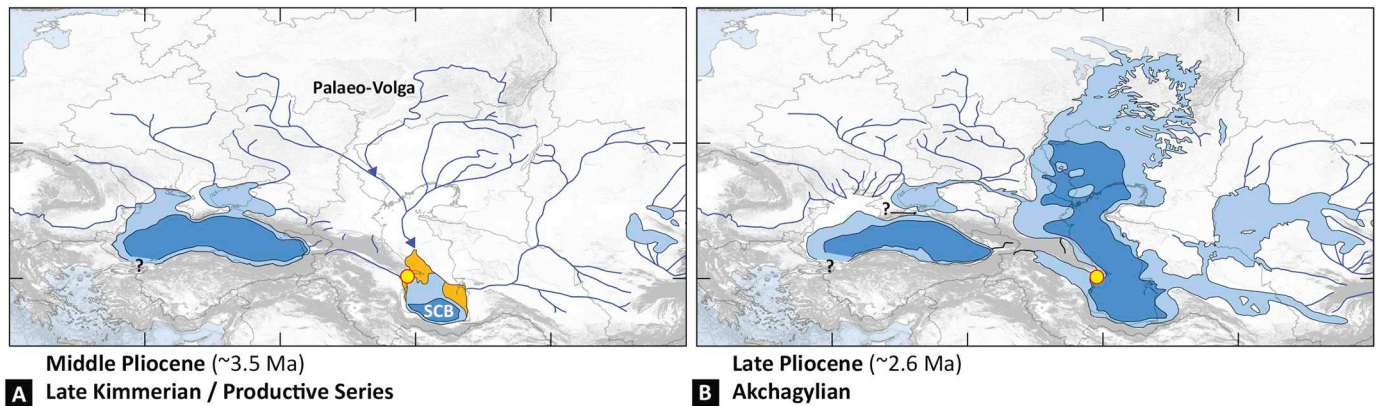 Palaeo-Volga
?
SCB
Middle Pliocene (~3.5 Ma)
A Late Kimmerian / Productive Series
?
?
Late Pliocene (~2.6 Ma)
B Akchagylian